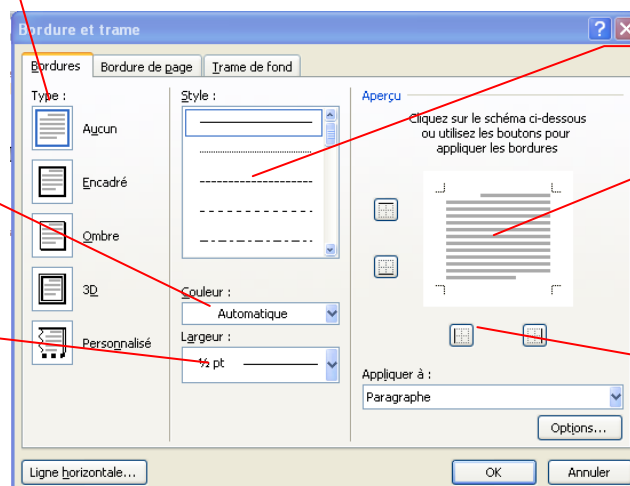 Bordure et trame
Bordures
Bordure de page
Trame de fond
Type :
Aucun
Encadré
Ombre
3D
Personnalisé
Style :
Couleur :
Automatique
Largeur :
½ pt
Aperçu
Cliquez sur le schéma ci-dessous
ou utilisez les boutons pour
appliquer les bordures
Appliquer à :
Paragraphe
Options...
Ligne horizontale...
OK
Annuler